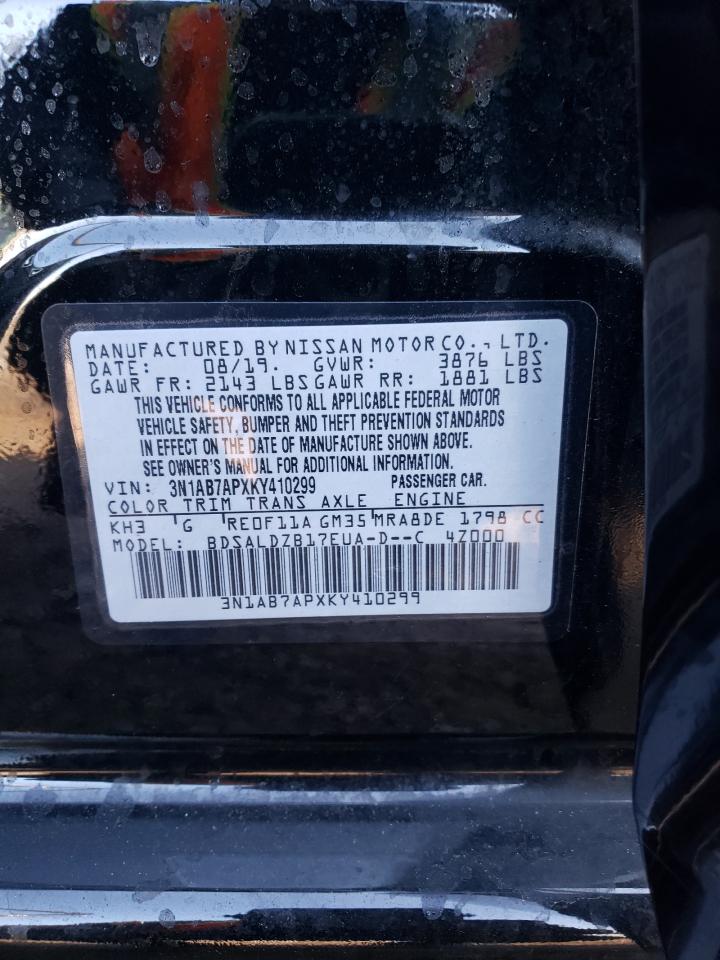 MANUFACTURED BY NISSAN MOTOR CO., LTD.
DATE: 08/19. GVWR: 3876 LBS
GAWR FR: 2143 LBS GAWR RR: 1881 LBS
THIS VEHICLE CONFORMS TO ALL APPLICABLE FEDERAL MOTOR
VEHICLE SAFETY, BUMPER AND THEFT PREVENTION STANDARDS
IN EFFECT ON THE DATE OF MANUFACTURE SHOWN ABOVE.
SEE OWNER'S MANUAL FOR ADDITIONAL INFORMATION.
VIN: 3N1AB7APXKY410299 PASSENGER CAR.
COLOR TRIM TRANS AXLE ENGINE
KH3 G RE0F11A GM35 MRA8DE 1798 CC
MODEL: BDSALDZB17EUA-D--C 4Z000
3N1AB7APXKY410299